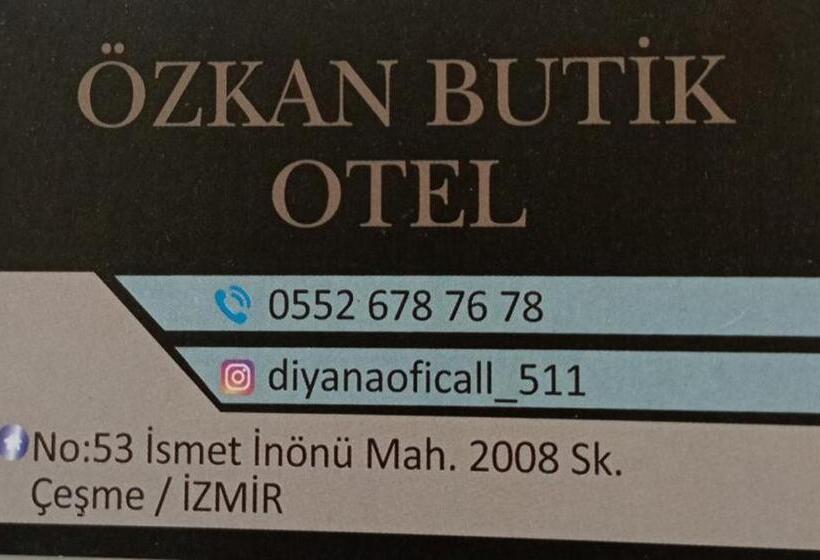 ÖZKAN BUTİK
OTEL
0552 678 76 78
diyanaoficall_511
No:53 İsmet İnönü Mah. 2008 Sk.
Çeşme / İZMİR